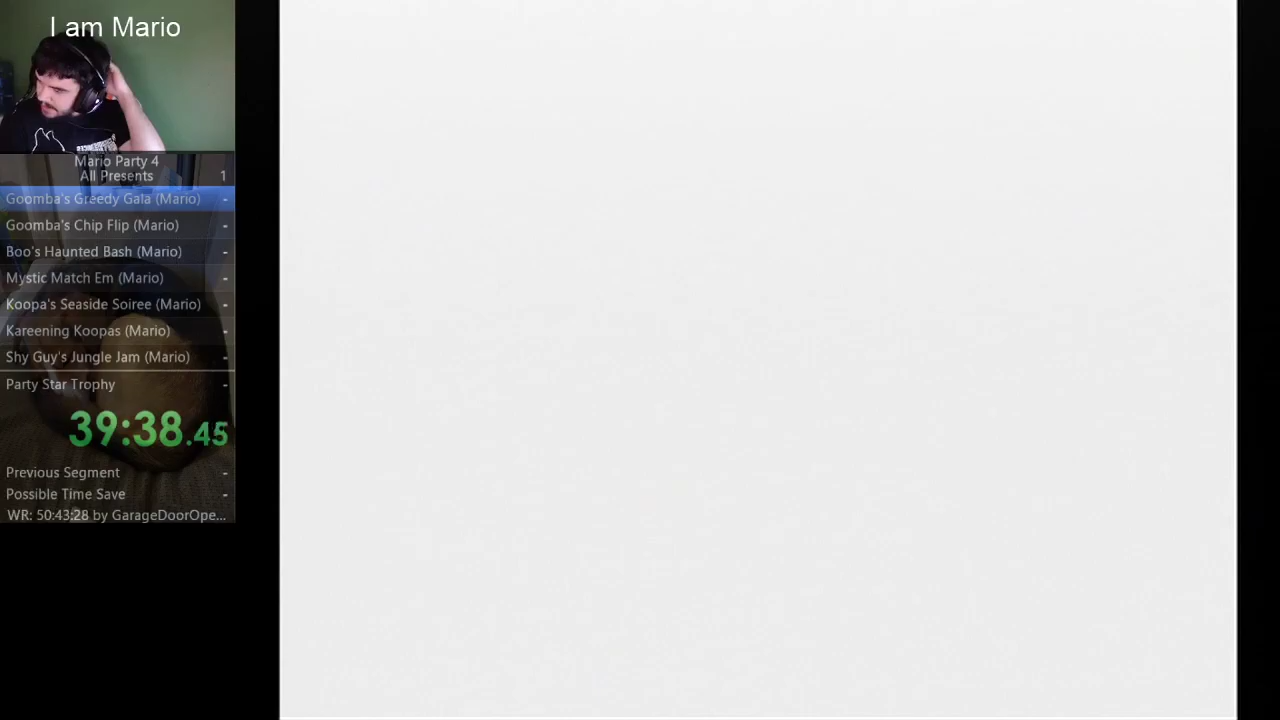 I am Mario
Mario Party 4
All Presents 1
Goomba's Greedy Gala (Mario) -
Goomba's Chip Flip (Mario) -
Boo's Haunted Bash (Mario) -
Mystic Match Em (Mario) -
Koopa's Seaside Soiree (Mario) -
Kareening Koopas (Mario) -
Shy Guy's Jungle Jam (Mario) -
Party Star Trophy -
39:38.45
Previous Segment -
Possible Time Save -
WR: 50:43:28 by GarageDoorOpe...